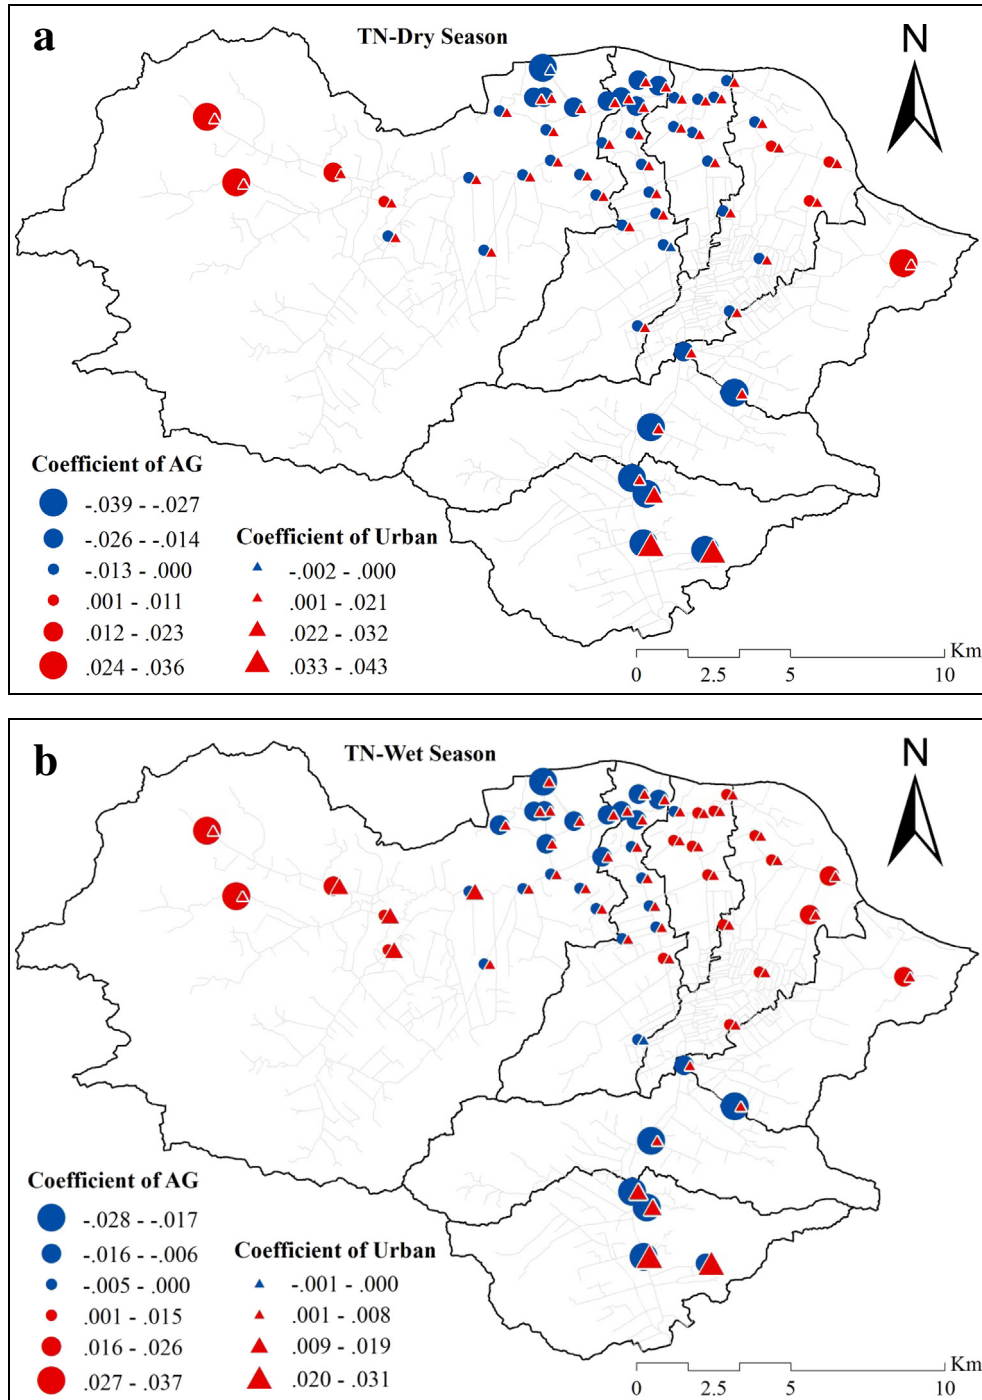 a
TN-Dry Season
N
Coefficient of AG
-.039 - -.027
-.026 - -.014
-.013 - .000
.001 - .011
.012 - .023
.024 - .036
Coefficient of Urban
-.002 - .000
.001 - .021
.022 - .032
.033 - .043
Km
0 2.5 5 10
b
TN-Wet Season
N
Coefficient of AG
-.028 - -.017
-.016 - -.006
-.005 - .000
.001 - .015
.016 - .026
.027 - .037
Coefficient of Urban
-.001 - .000
.001 - .008
.009 - .019
.020 - .031
Km
0 2.5 5 10